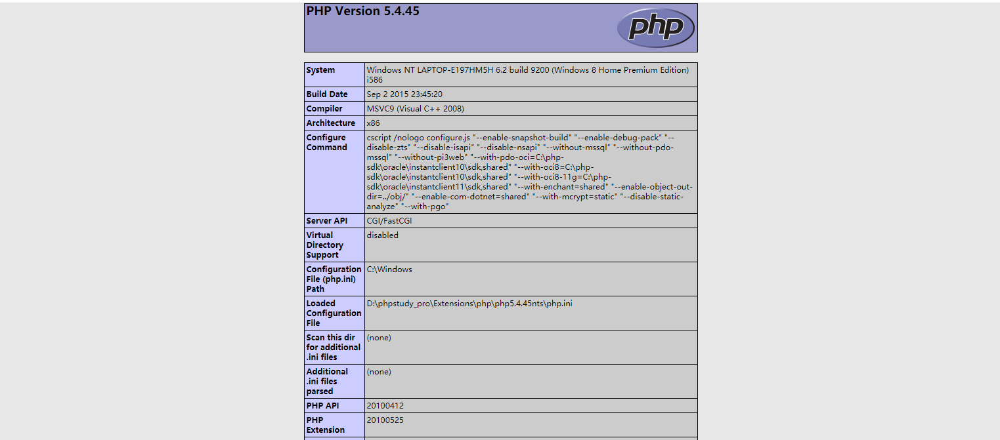 PHP Version 5.4.45
php
System
Windows NT LAPTOP-E197HM5H 6.2 build 9200 (Windows 8 Home Premium Edition)
i586
Build Date
Sep 2 2015 23:45:20
Compiler
MSVC9 (Visual C++ 2008)
Architecture
x86
Configure
Command
cscript /nologo configure.js "--enable-snapshot-build" "--enable-debug-pack" "--
disable-zts" "--disable-isapi" "--disable-nsapi" "--without-mssql" "--without-pdo-
mssql" "--without-pi3web" "--with-pdo-oci=C:\php-
sdk\oracle\instantclient10\sdk,shared" "--with-oci8=C:\php-
sdk\oracle\instantclient10\sdk,shared" "--with-oci8-11g=C:\php-
sdk\oracle\instantclient11\sdk,shared" "--with-enchant=shared" "--enable-object-out-
dir=../obj/" "--enable-com-dotnet=shared" "--with-mcrypt=static" "--disable-static-
analyze" "--with-pgo"
Server API
CGI/FastCGI
Virtual
Directory
Support
disabled
Configuration
File (php.ini)
Path
C:\Windows
Loaded
Configuration
File
D:\phpstudy_pro\Extensions\php\php5.4.45nts\php.ini
Scan this dir
for additional
.ini files
(none)
Additional
.ini files
parsed
(none)
PHP API
20100412
PHP
Extension
20100525